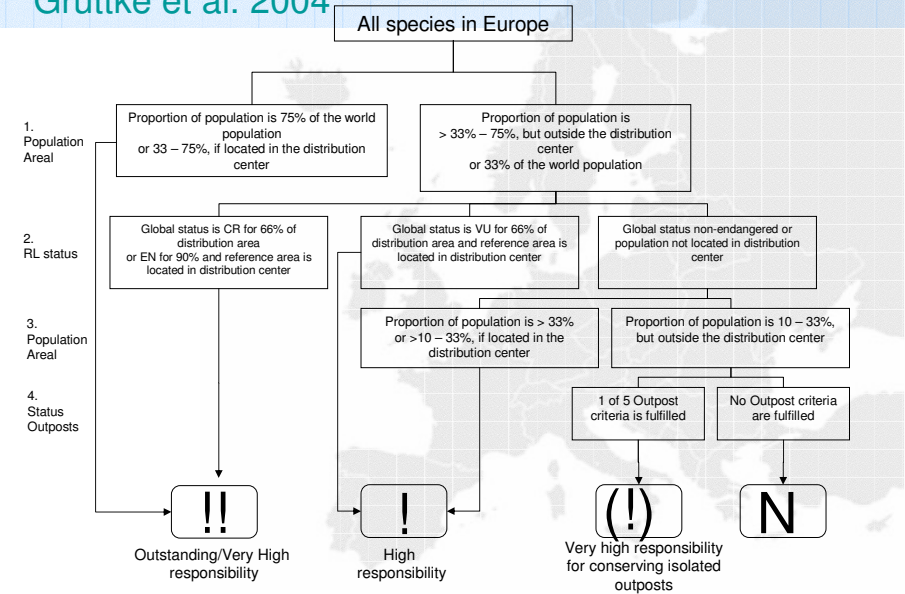 Gruttke et al. 2004
All species in Europe
1.
Population
Areal
Proportion of population is 75% of the world
population
or 33 – 75%, if located in the distribution
center
Proportion of population is
> 33% – 75%, but outside the distribution
center
or 33% of the world population
2.
RL status
Global status is CR for 66% of
distribution area
or EN for 90% and reference area is
located in distribution center
Global status is VU for 66% of
distribution area and reference area is
located in distribution center
Global status non-endangered or
population not located in distribution
center
3.
Population
Areal
Proportion of population is > 33%
or >10 – 33%, if located in the
distribution center
Proportion of population is 10 – 33%,
but outside the distribution center
4.
Status
Outposts
1 of 5 Outpost
criteria is fulfilled
No Outpost criteria
are fulfilled
!!
!
(!)
N
Outstanding/Very High
responsibility
High
responsibility
Very high responsibility
for conserving isolated
outposts